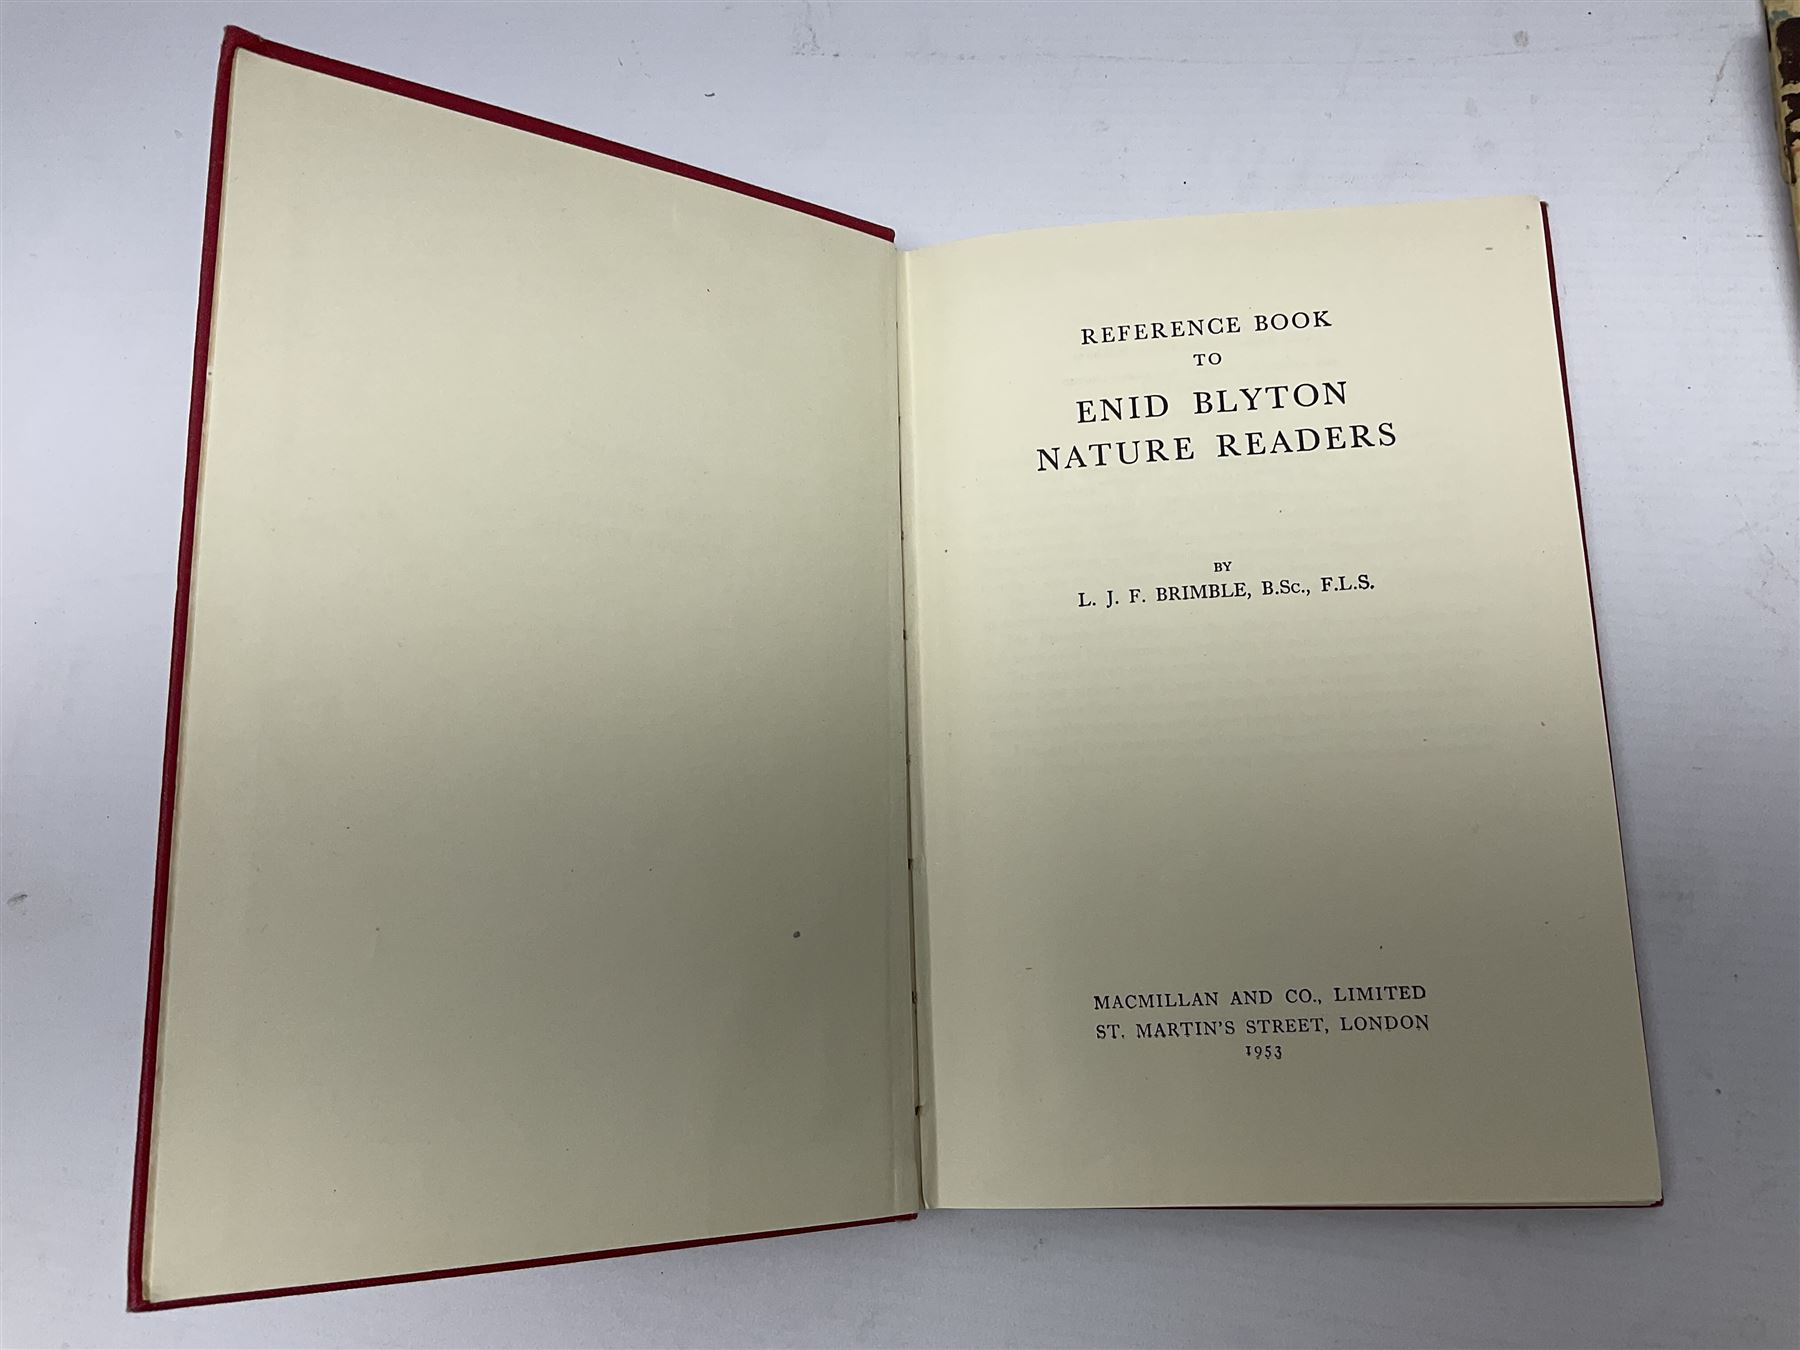 REFERENCE BOOK
TO
ENID BLYTON
NATURE READERS
BY
L. J. F. BRIMBLE, B.Sc., F.L.S.
MACMILLAN AND CO., LIMITED
ST. MARTIN'S STREET, LONDON
1953